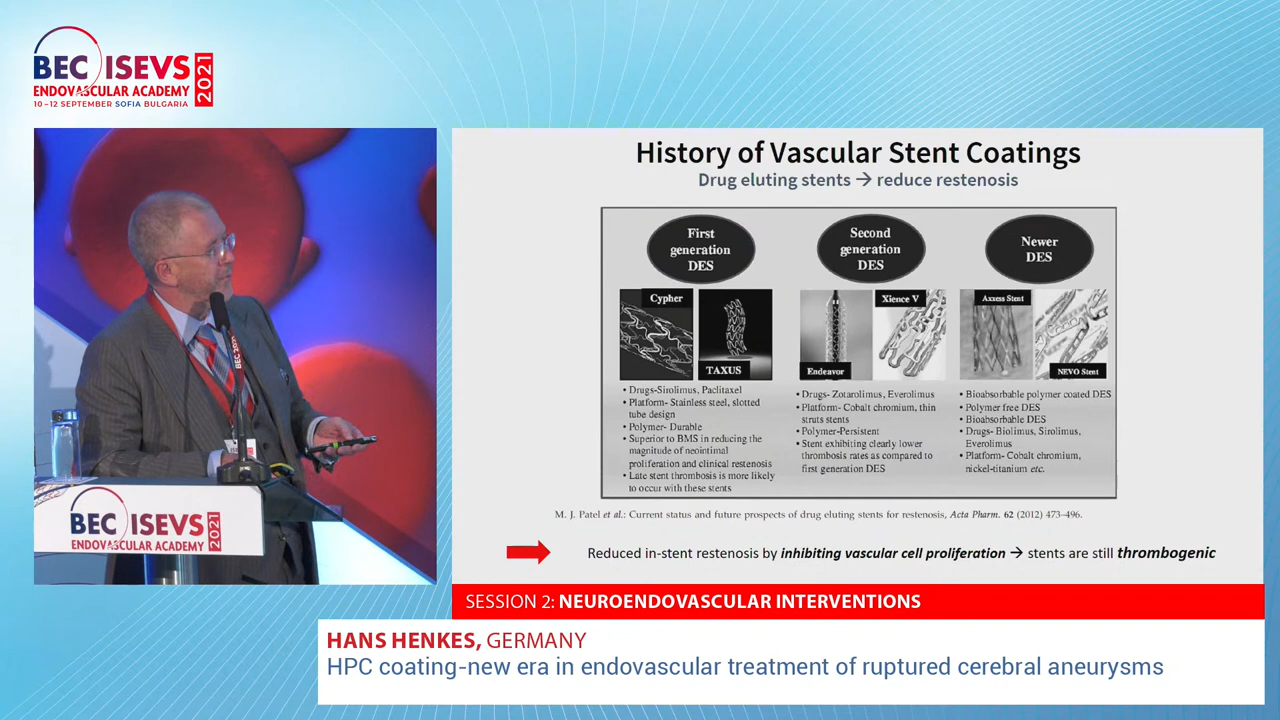 BEC ISEVS
ENDOVASCULAR ACADEMY
2021
10–12 SEPTEMBER SOFIA BULGARIA
BEC ISEVS
ENDOVASCULAR ACADEMY
2021
History of Vascular Stent Coatings
Drug eluting stents → reduce restenosis
First
generation
DES
Cypher
TAXUS
• Drugs-Sirolimus, Paclitaxel
• Platform- Stainless steel, slotted
tube design
• Polymer- Durable
• Superior to BMS in reducing the
magnitude of neointimal
proliferation and clinical restenosis
• Late stent thrombosis is more likely
to occur with these stents
Second
generation
DES
Xience V
Endeavor
• Drugs- Zotarolimus, Everolimus
• Platform- Cobalt chromium, thin
struts stents
• Polymer-Persistent
• Stent exhibiting clearly lower
thrombosis rates as compared to
first generation DES
Newer
DES
Axxess Stent
NEVO Stent
• Bioabsorbable polymer coated DES
• Polymer free DES
• Bioabsorbable DES
• Drugs- Biolimus, Sirolimus,
Everolimus
• Platform- Cobalt chromium,
nickel-titanium etc.
M. J. Patel et al.: Current status and future prospects of drug eluting stents for restenosis, Acta Pharm. 62 (2012) 473–496.
Reduced in-stent restenosis by inhibiting vascular cell proliferation → stents are still thrombogenic
SESSION 2: NEUROENDOVASCULAR INTERVENTIONS
HANS HENKES, GERMANY
HPC coating-new era in endovascular treatment of ruptured cerebral aneurysms